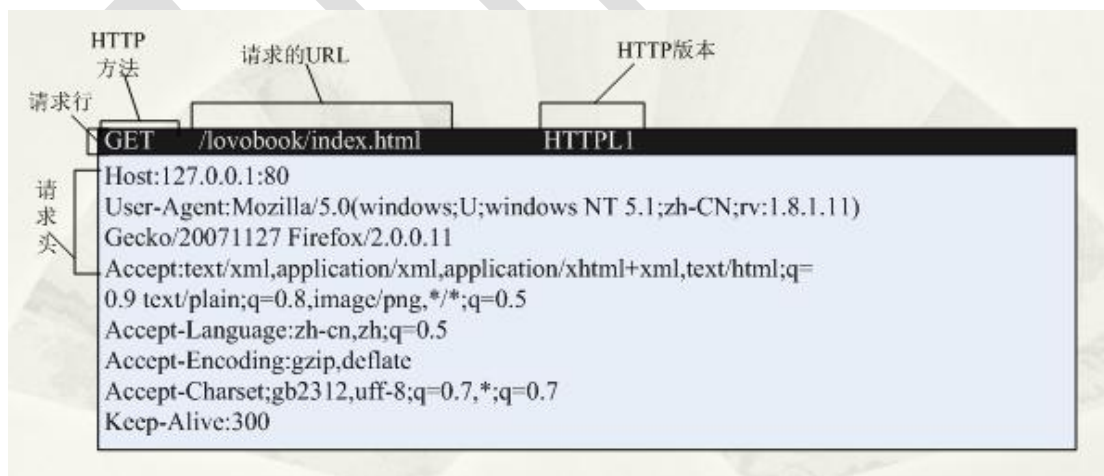 HTTP
方法
请求的URL
HTTP版本
请求行
GET /lovobook/index.html HTTPL1
请求头
Host:127.0.0.1:80
User-Agent:Mozilla/5.0(windows;U;windows NT 5.1;zh-CN;rv:1.8.1.11)
Gecko/20071127 Firefox/2.0.0.11
Accept:text/xml,application/xml,application/xhtml+xml,text/html;q=
0.9 text/plain;q=0.8,image/png,*/*;q=0.5
Accept-Language:zh-cn,zh;q=0.5
Accept-Encoding:gzip,deflate
Accept-Charset;gb2312,uff-8;q=0.7,*;q=0.7
Keep-Alive:300